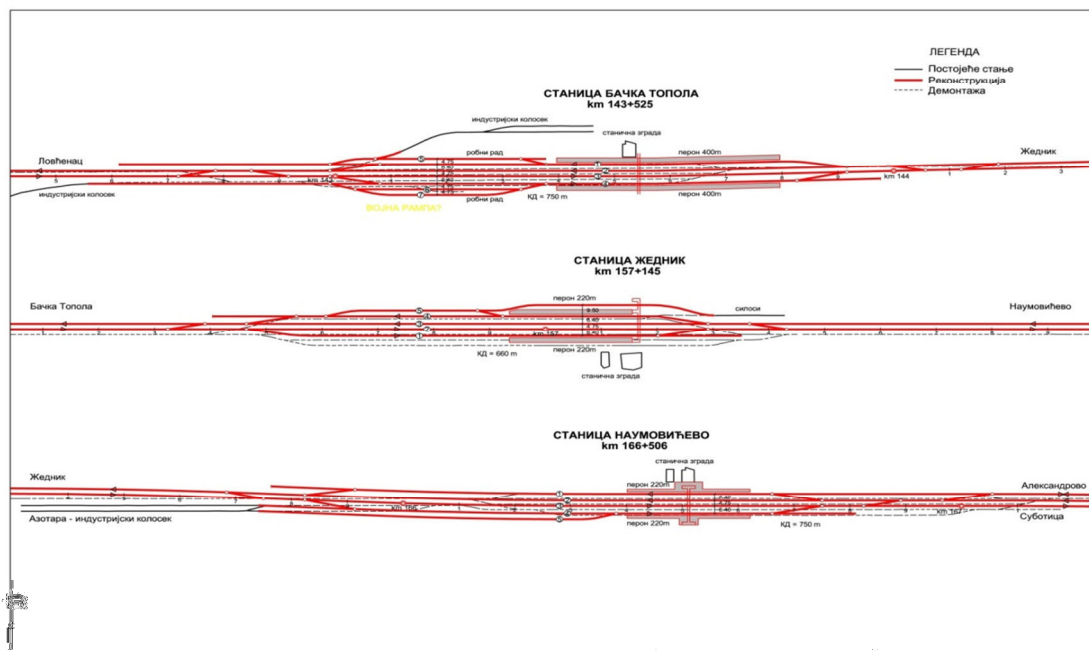 ЛЕГЕНДА
Постојеће стање
Реконструкција
Демонтажа
СТАНИЦА БАЧКА ТОПОЛА
km 143+525
индустријски колосек
станична зграда
Ловћенац
робни рад
перон 400m
Жедник
km 144
индустријски колосек
робни рад
КД = 750 m
перон 400m
ВОЈНА РАМПА?
СТАНИЦА ЖЕДНИК
km 157+145
Бачка Топола
перон 220m
силоси
Наумовићево
km 157
КД = 660 m
перон 220m
станична зграда
СТАНИЦА НАУМОВИЋЕВО
km 166+506
станична зграда
Жедник
перон 220m
Александрово
km 166
km 167
Азотара - индустријски колосек
перон 220m
КД = 750 m
Суботица